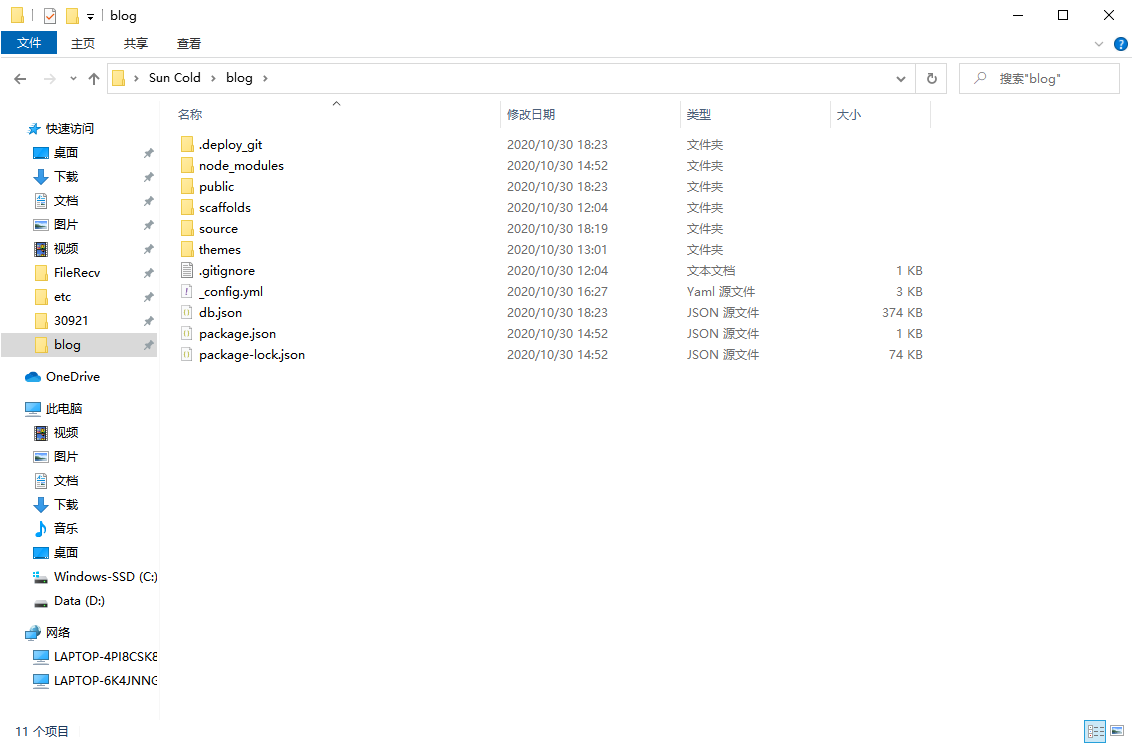 blog
文件 主页 共享 查看
Sun Cold blog 搜索"blog"
名称 修改日期 类型 大小
快速访问
桌面
下载
文档
图片
视频
FileRecv
etc
30921
blog
OneDrive
此电脑
视频
图片
文档
下载
音乐
桌面
Windows-SSD (C:)
Data (D:)
网络
LAPTOP-4PI8CSK8
LAPTOP-6K4JNNG
.deploy_git 2020/10/30 18:23 文件夹
node_modules 2020/10/30 14:52 文件夹
public 2020/10/30 18:23 文件夹
scaffolds 2020/10/30 12:04 文件夹
source 2020/10/30 18:19 文件夹
themes 2020/10/30 13:01 文件夹
.gitignore 2020/10/30 12:04 文本文档 1 KB
_config.yml 2020/10/30 16:27 Yaml 源文件 3 KB
db.json 2020/10/30 18:23 JSON 源文件 374 KB
package.json 2020/10/30 14:52 JSON 源文件 1 KB
package-lock.json 2020/10/30 14:52 JSON 源文件 74 KB
11 个项目